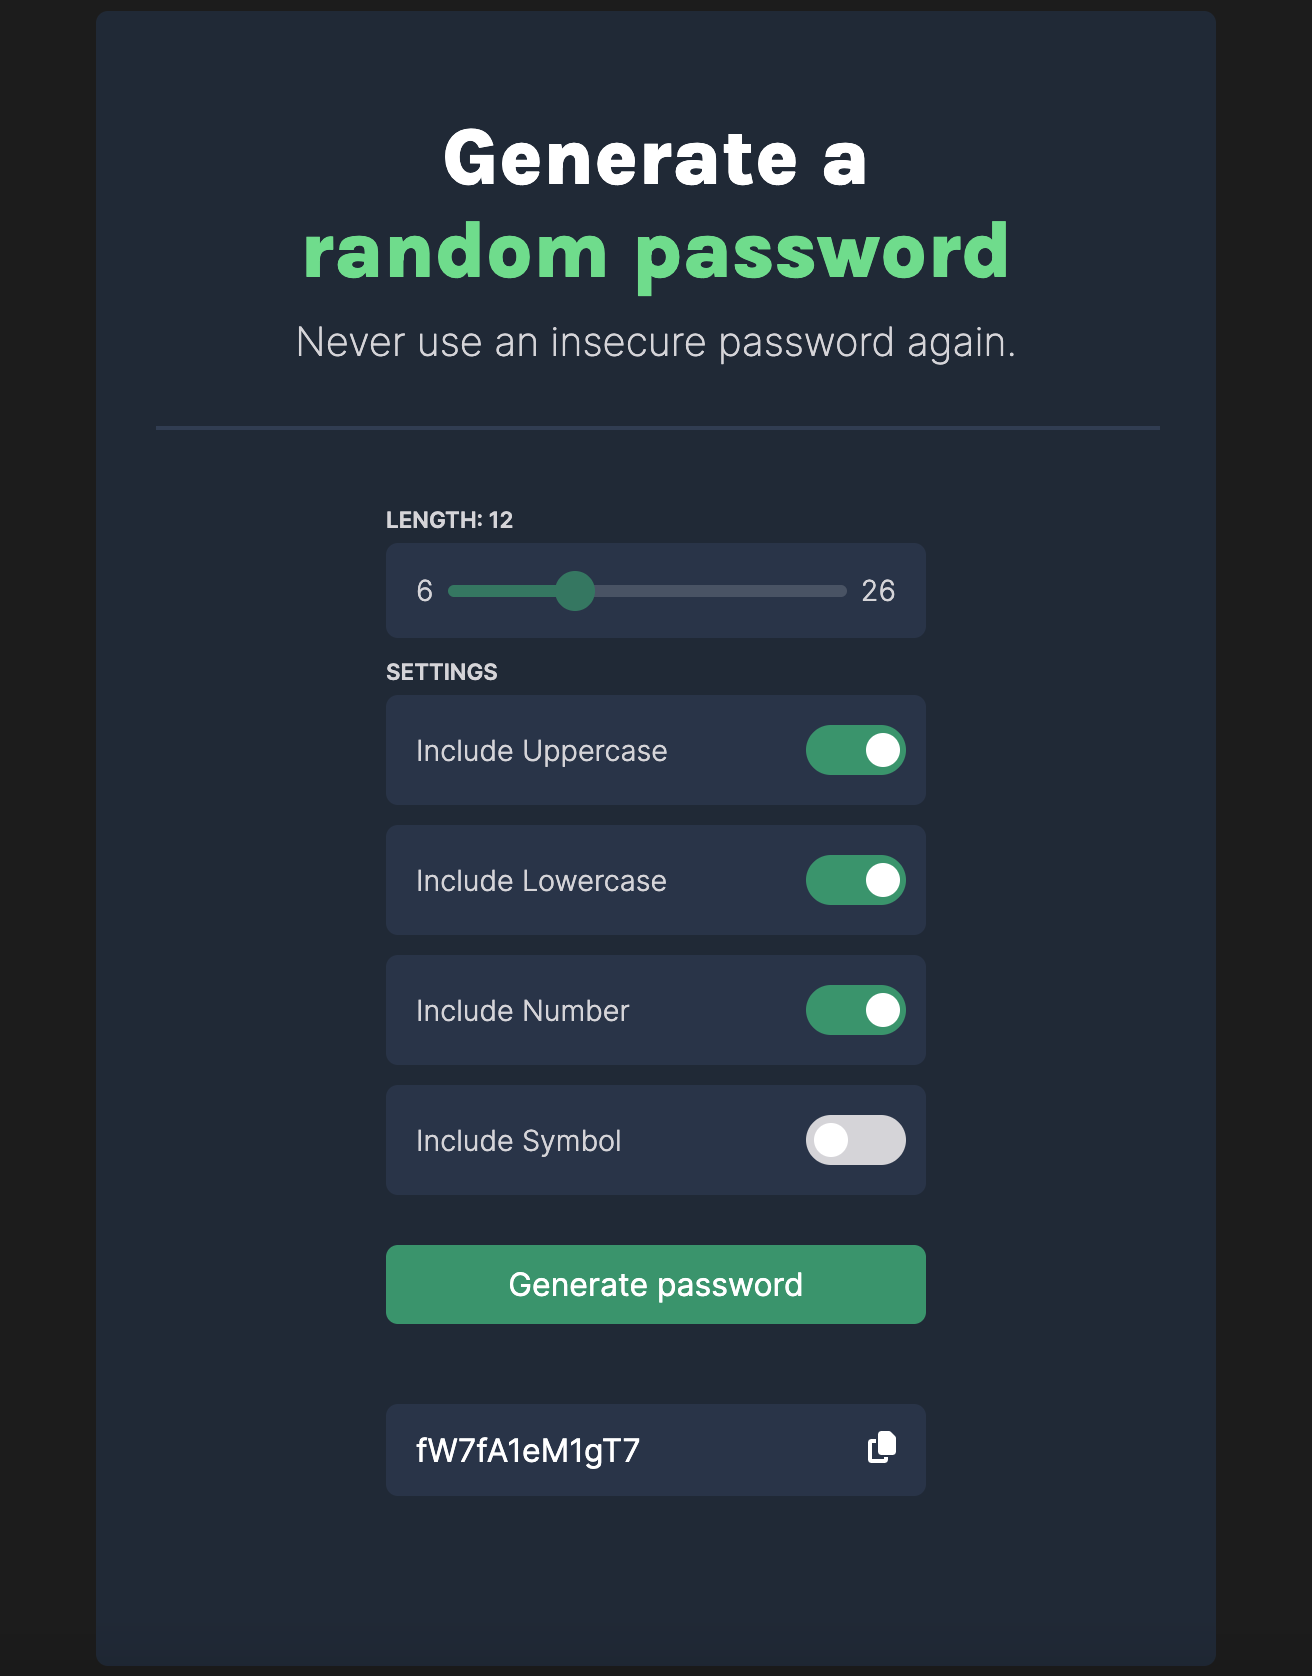 Generate a
random password
Never use an insecure password again.
LENGTH: 12
6 26
SETTINGS
Include Uppercase
Include Lowercase
Include Number
Include Symbol
Generate password
fW7fA1eM1gT7